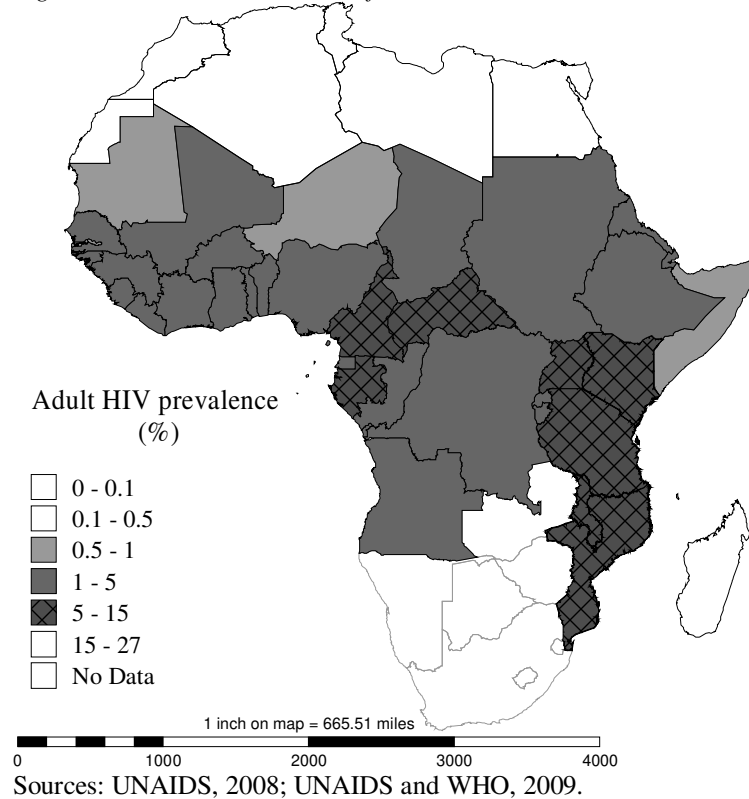 Adult HIV prevalence
(%)
0 - 0.1
0.1 - 0.5
0.5 - 1
1 - 5
5 - 15
15 - 27
No Data
1 inch on map = 665.51 miles
0 1000 2000 3000 4000
Sources: UNAIDS, 2008; UNAIDS and WHO, 2009.